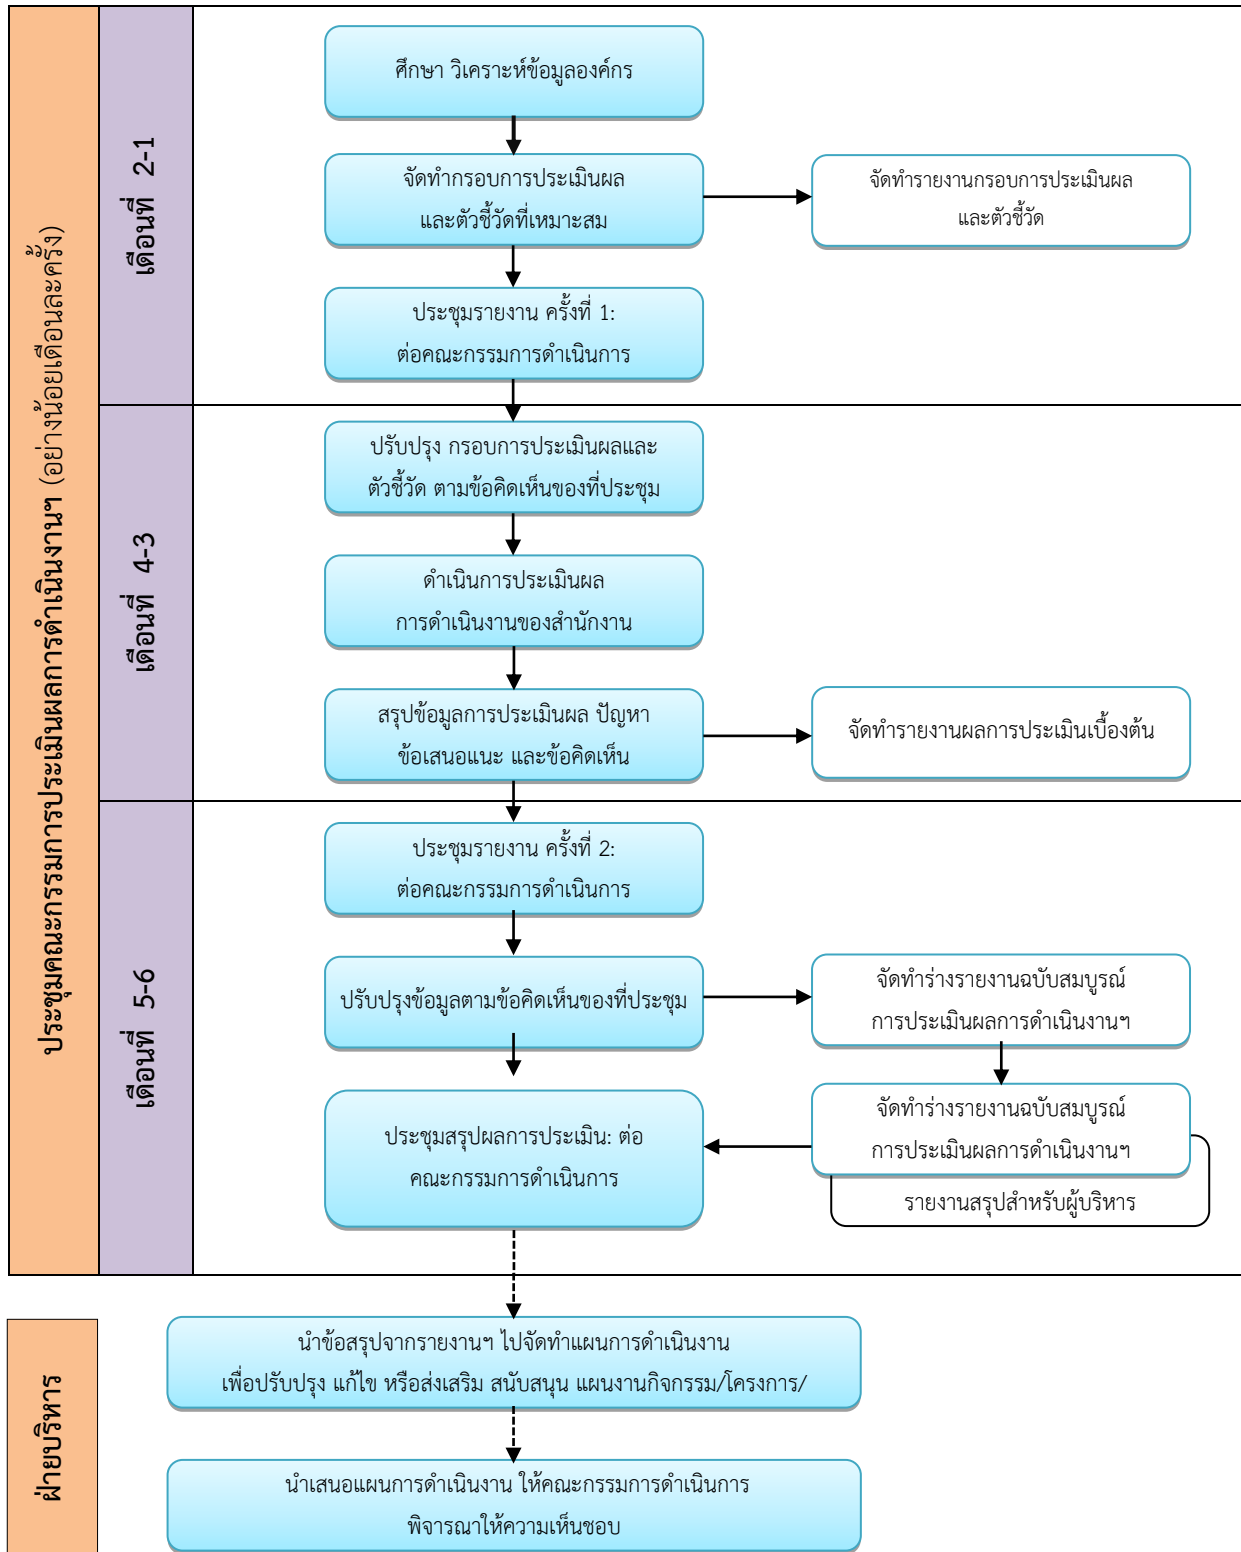 ประชุมคณะกรรมการประเมินผลการดำเนินงานฯ (อย่างน้อยเดือนละครั้ง)
เดือนที่ 2-1
ศึกษา วิเคราะห์ข้อมูลองค์กร
จัดทำกรอบการประเมินผล
และตัวชี้วัดที่เหมาะสม
จัดทำรายงานกรอบการประเมินผล
และตัวชี้วัด
ประชุมรายงาน ครั้งที่ 1:
ต่อคณะกรรมการดำเนินการ
เดือนที่ 4-3
ปรับปรุง กรอบการประเมินผลและ
ตัวชี้วัด ตามข้อคิดเห็นของที่ประชุม
ดำเนินการประเมินผล
การดำเนินงานของสำนักงาน
สรุปข้อมูลการประเมินผล ปัญหา
ข้อเสนอแนะ และข้อคิดเห็น
จัดทำรายงานผลการประเมินเบื้องต้น
เดือนที่ 5-6
ประชุมรายงาน ครั้งที่ 2:
ต่อคณะกรรมการดำเนินการ
ปรับปรุงข้อมูลตามข้อคิดเห็นของที่ประชุม
จัดทำร่างรายงานฉบับสมบูรณ์
การประเมินผลการดำเนินงานฯ
จัดทำร่างรายงานฉบับสมบูรณ์
การประเมินผลการดำเนินงานฯ
รายงานสรุปสำหรับผู้บริหาร
ประชุมสรุปผลการประเมิน: ต่อ
คณะกรรมการดำเนินการ
ฝ่ายบริหาร
นำข้อสรุปจากรายงานฯ ไปจัดทำแผนการดำเนินงาน
เพื่อปรับปรุง แก้ไข หรือส่งเสริม สนับสนุน แผนงานกิจกรรม/โครงการ/
นำเสนอแผนการดำเนินงาน ให้คณะกรรมการดำเนินการ
พิจารณาให้ความเห็นชอบ